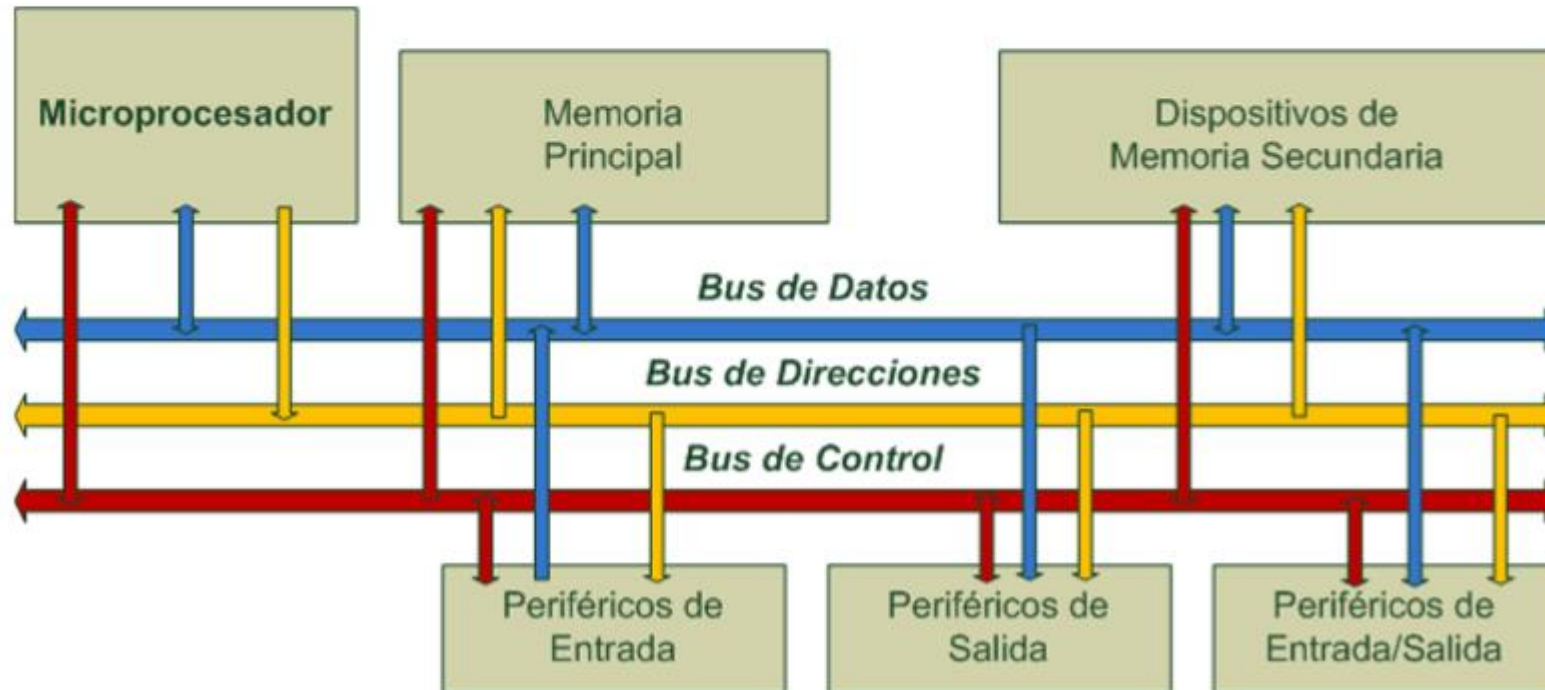 Microprocesador
Memoria
Principal
Dispositivos de
Memoria Secundaria
Bus de Datos
Bus de Direcciones
Bus de Control
Periféricos de
Entrada
Periféricos de
Salida
Periféricos de
Entrada/Salida